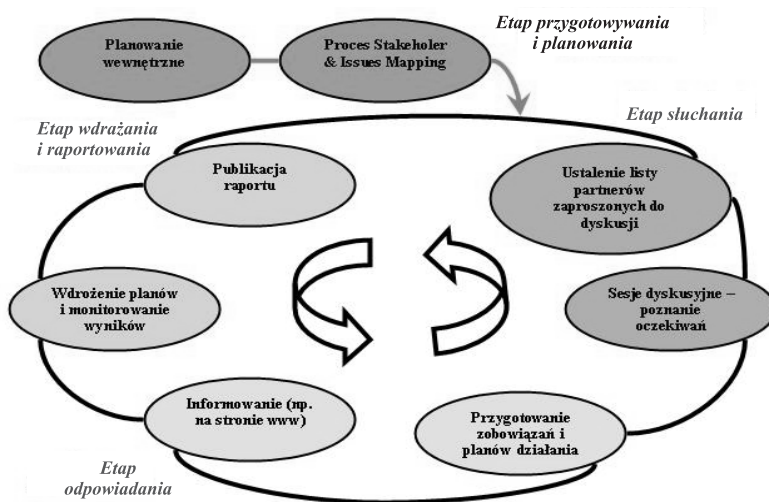 Etap przygotowywania
i planowania
Planowanie
wewnętrzne
Proces Stakeholer
& Issues Mapping
Etap słuchania
Etap wdrażania
i raportowania
Publikacja
raportu
Ustalenie listy
partnerów
zaproszonych do
dyskusji
Wdrożenie planów
i monitorowanie
wyników
Sesje dyskusyjne –
poznanie
oczekiwań
Informowanie (np.
na stronie www)
Przygotowanie
zobowiązań i
planów działania
Etap
odpowiadania